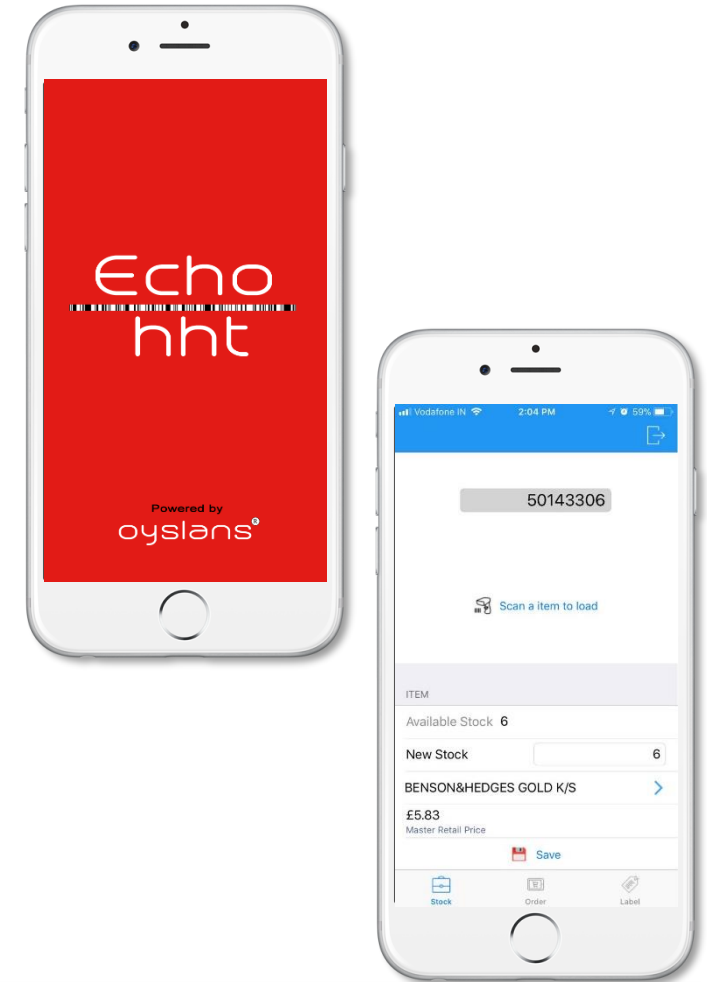 Echo
hht
Powered by
oyslans®
Vodafone IN 2:04 PM 59%
50143306
Scan a item to load
ITEM
Available Stock 6
New Stock 6
BENSON&HEDGES GOLD K/S
£5.83
Master Retail Price
Save
Stock Order Label